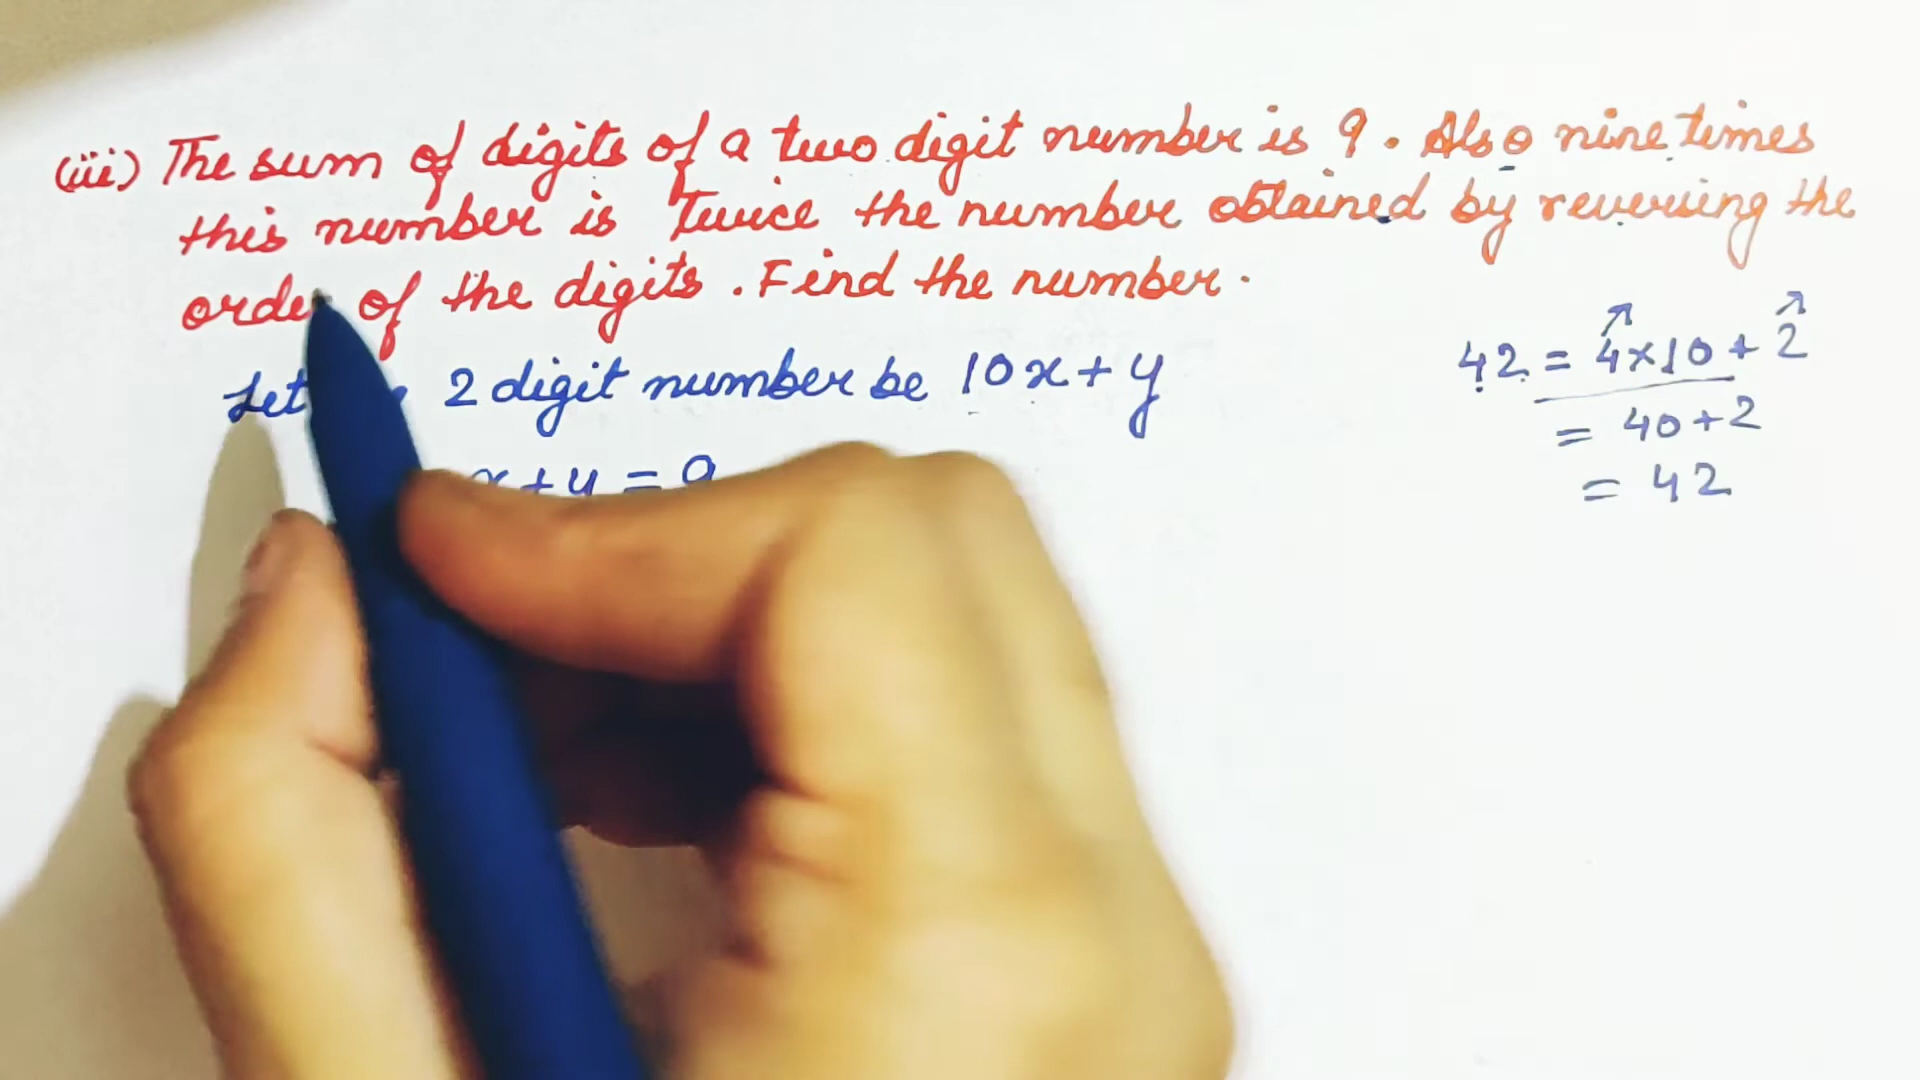 (iii) The sum of digits of a two digit number is 9. Also nine times
this number is Twice the number obtained by reversing the
order of the digits. Find the number.
Let 2 digit number be 10x+y
x+y = 9
42 = 4×10+2
= 40+2
= 42